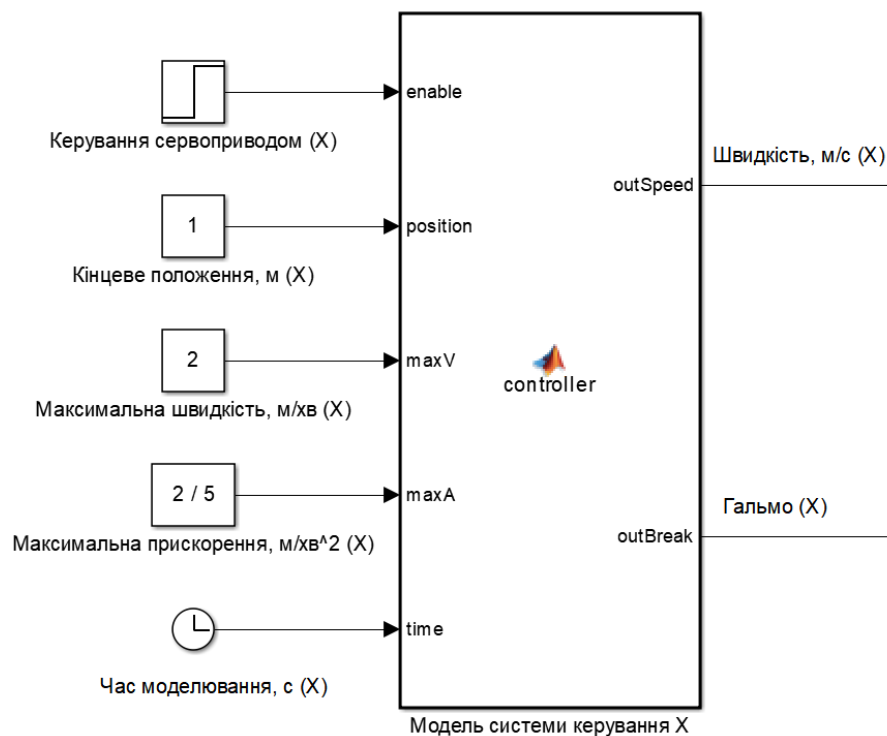 enable
Керування сервоприводом (X)
Швидкість, м/с (X)
outSpeed
1
position
Кінцеве положення, м (X)
2
maxV
controller
Максимальна швидкість, м/хв (X)
2 / 5
maxA
Гальмо (X)
outBreak
Максимальна прискорення, м/хв^2 (X)
time
Час моделювання, с (X)
Модель системи керування X